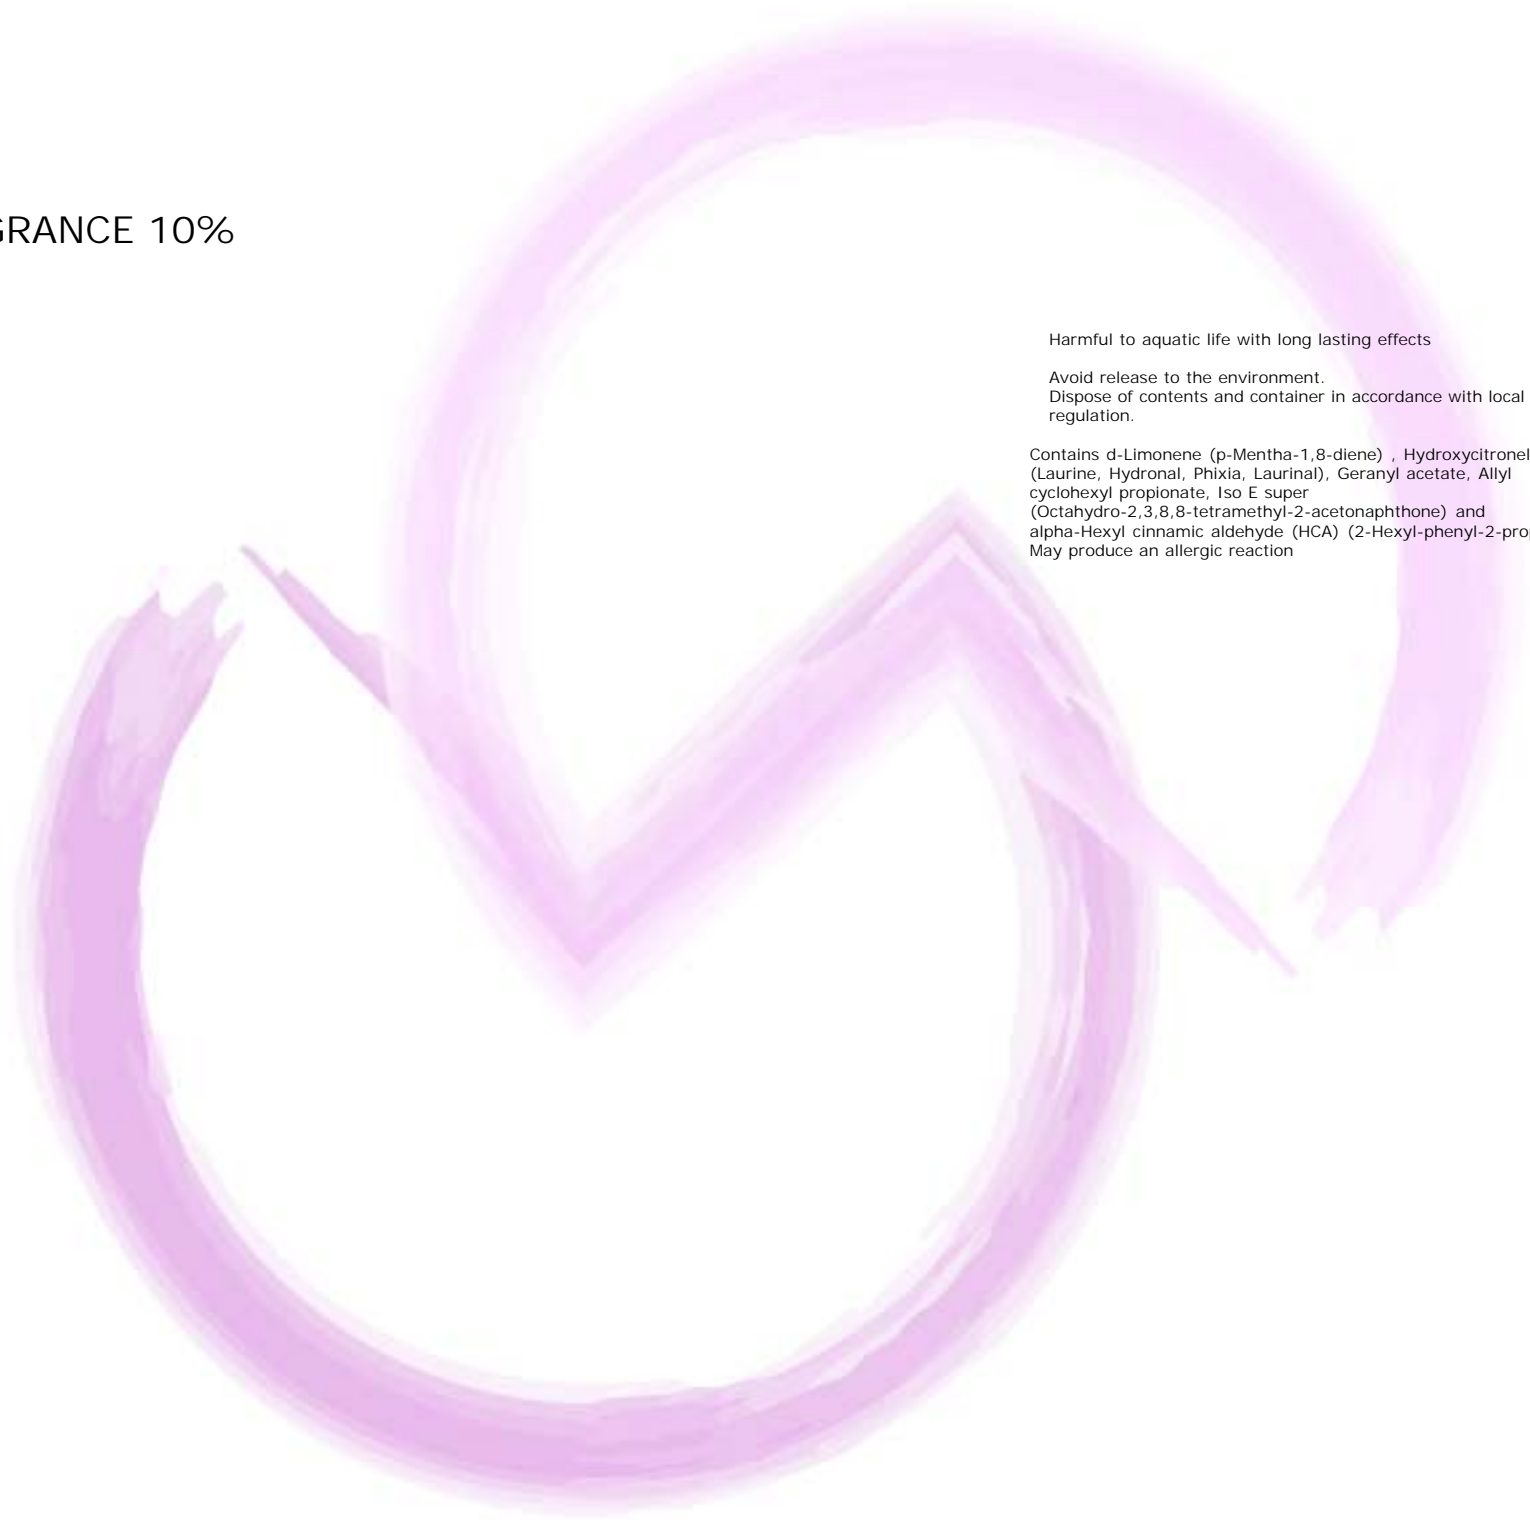 GRANCE 10%
Harmful to aquatic life with long lasting effects
Avoid release to the environment.
Dispose of contents and container in accordance with local
regulation.
Contains d-Limonene (p-Mentha-1,8-diene) , Hydroxycitronel
(Laurine, Hydronal, Phixia, Laurinal), Geranyl acetate, Allyl
cyclohexyl propionate, Iso E super
(Octahydro-2,3,8,8-tetramethyl-2-acetonaphthone) and
alpha-Hexyl cinnamic aldehyde (HCA) (2-Hexyl-phenyl-2-pro
May produce an allergic reaction